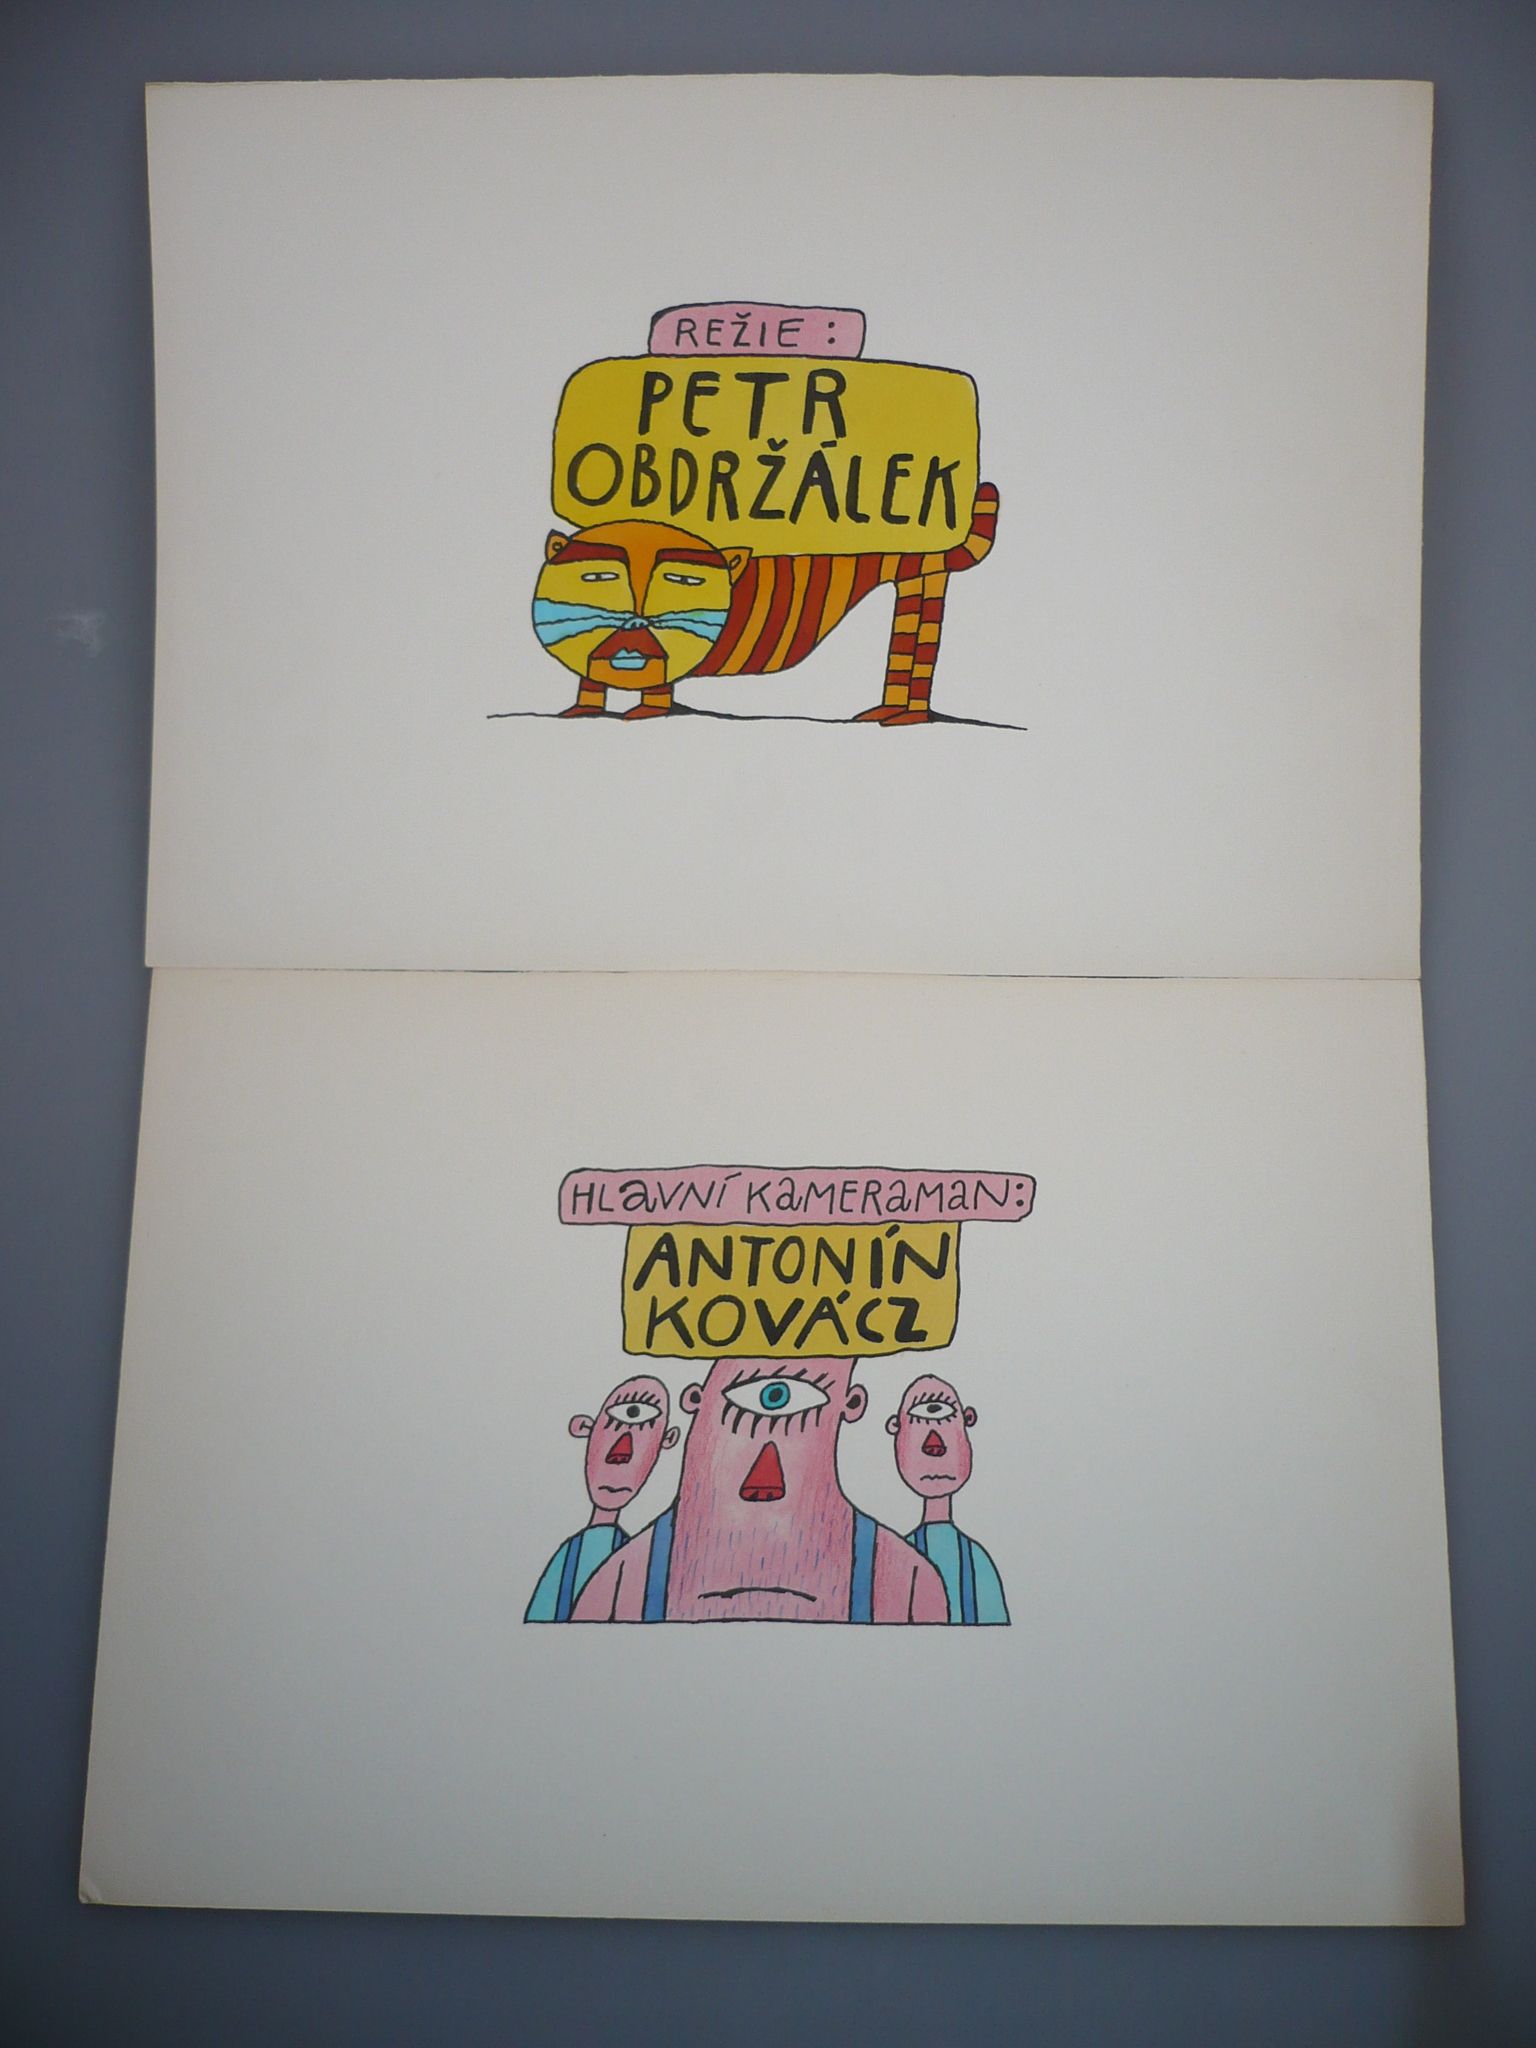 REŽIE :
PETR
OBDRŽÁLEK
HLaVNÍ KaMERaMaN:
ANTONÍN
KOVÁCZ